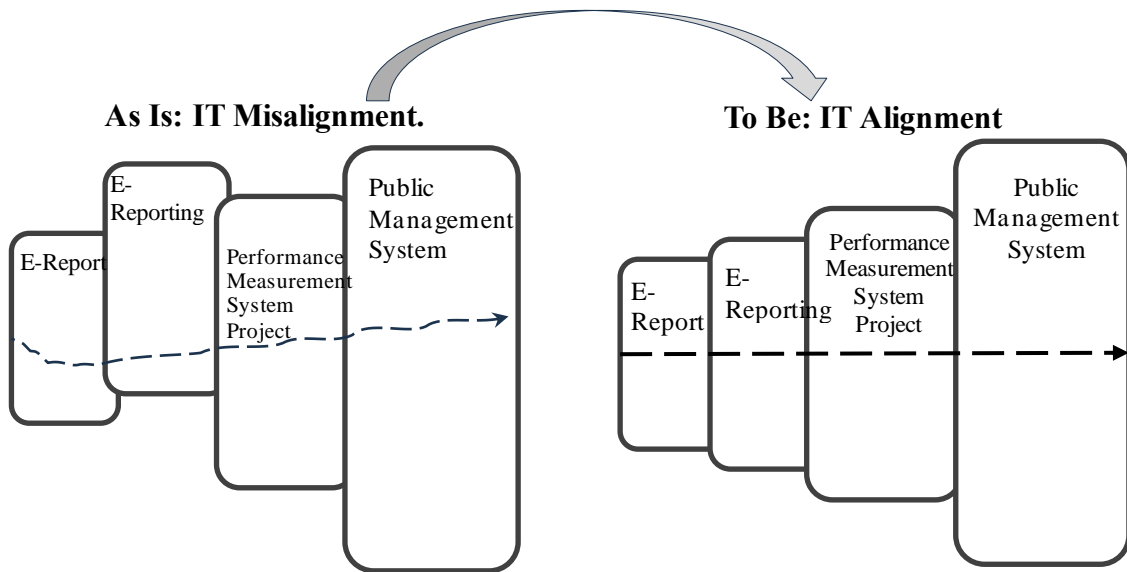 As Is: IT Misalignment.
E-Report
E-
Reporting
Performance
Measurement
System
Project
Public
Management
System
To Be: IT Alignment
E-
Report
E-
Reporting
Performance
Measurement
System
Project
Public
Management
System